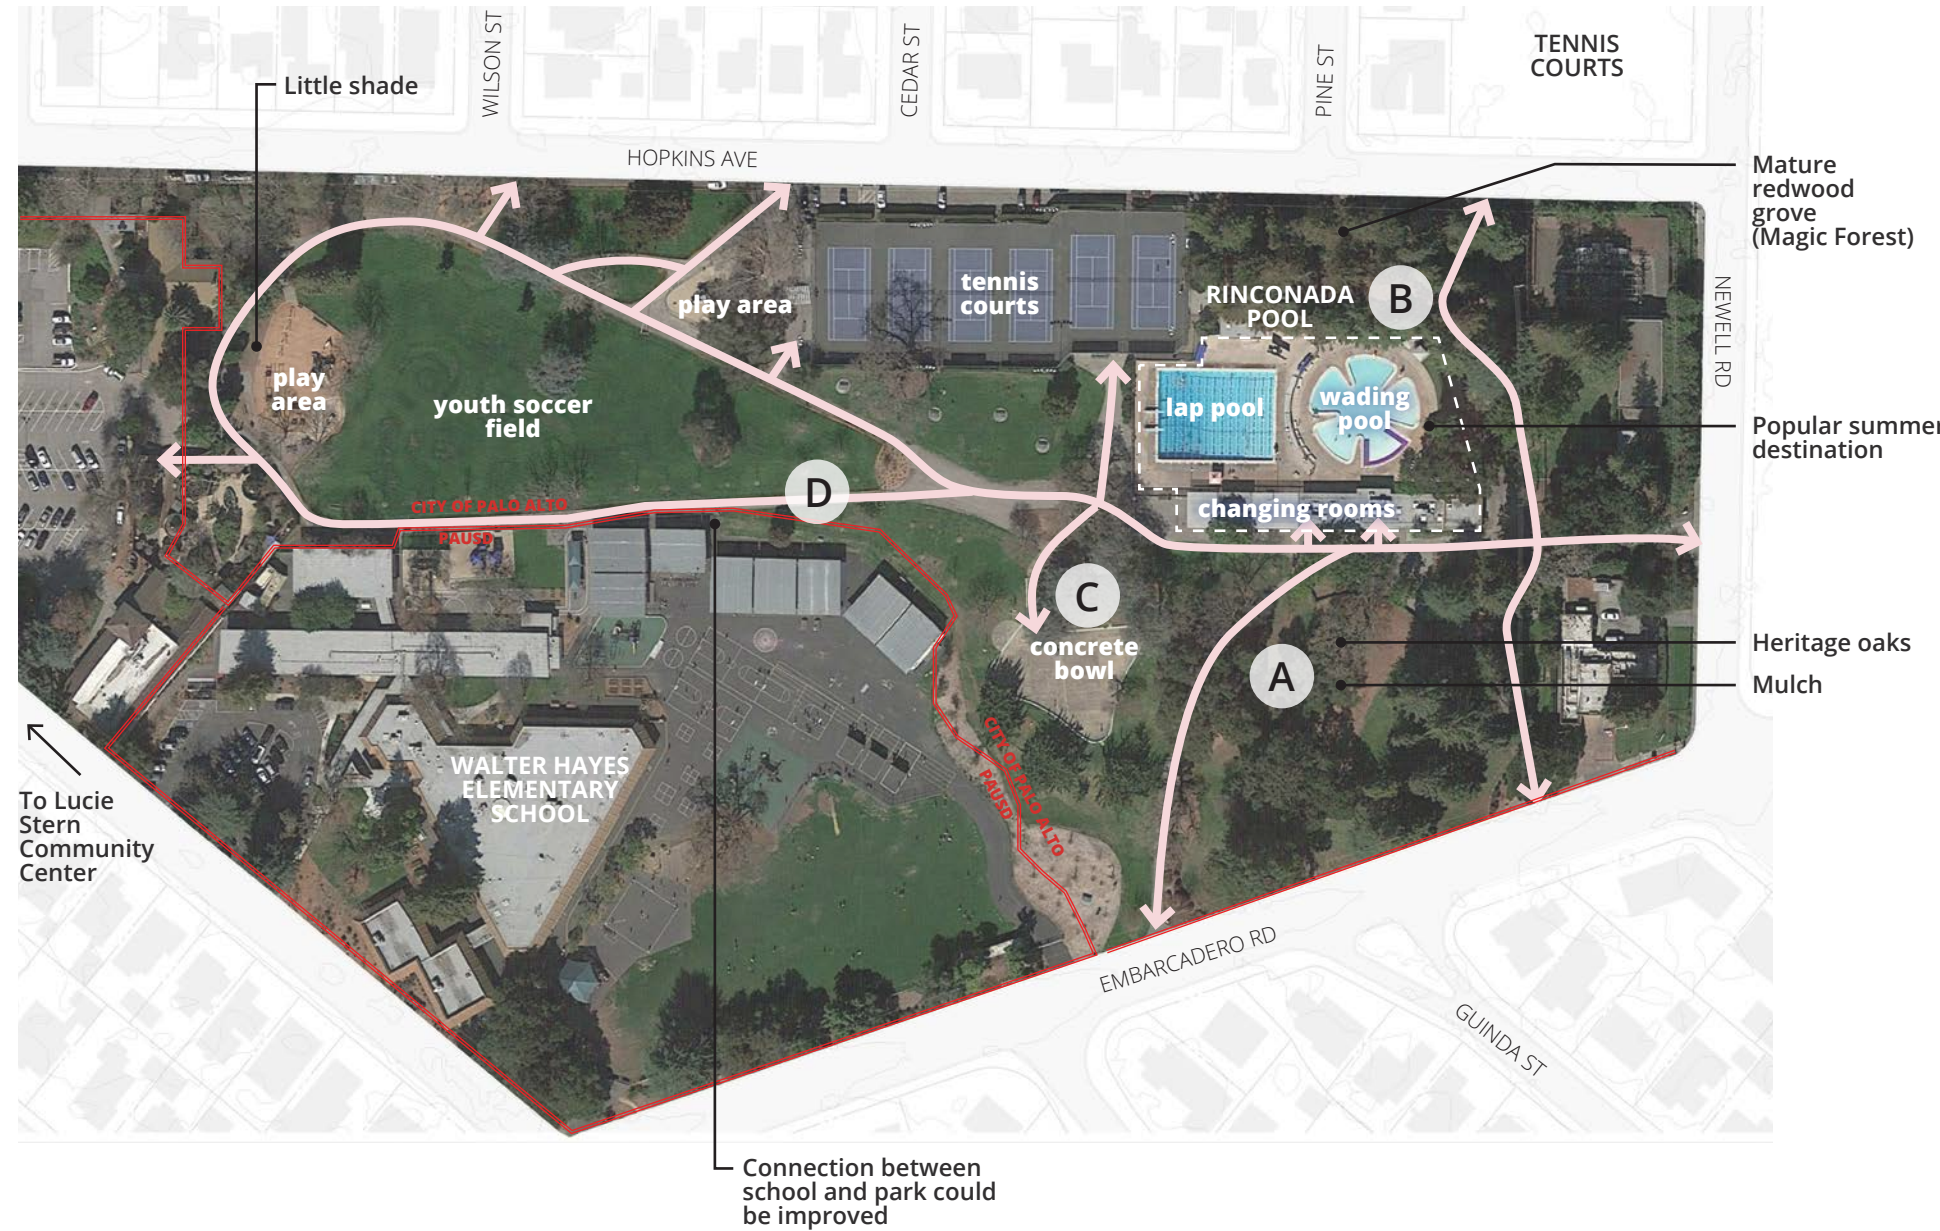 WILSON ST
CEDAR ST
PINE ST
TENNIS
COURTS
Little shade
HOPKINS AVE
Mature
redwood
grove
(Magic Forest)
NEWELL RD
tennis
courts
play area
RINCONADA
POOL
B
play
area
youth soccer
field
lap pool
wading
pool
Popular summer
destination
D
CITY OF PALO ALTO
PAUSD
changing rooms
C
concrete
bowl
A
Heritage oaks
Mulch
CITY OF PALO ALTO
PAUSD
WALTER HAYES
ELEMENTARY
SCHOOL
To Lucie
Stern
Community
Center
EMBARCADERO RD
GUINDA ST
Connection between
school and park could
be improved